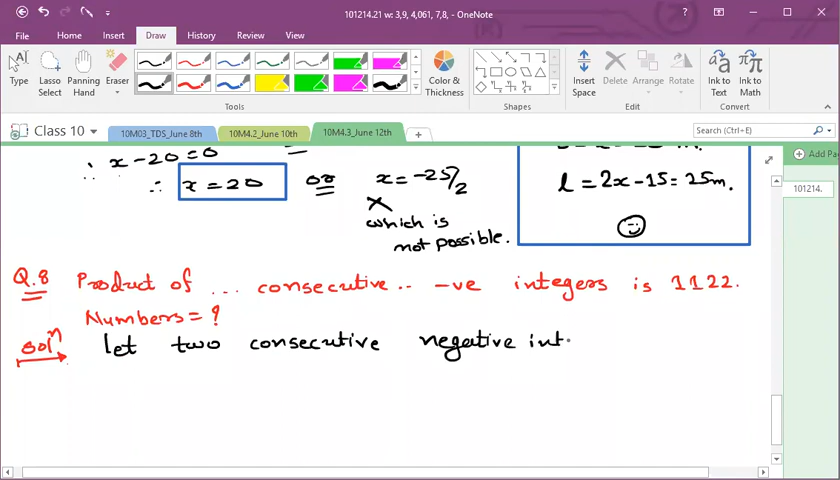 101214.21 w: 3,9, 4,061, 7,8, - OneNote
File Home Insert Draw Review View
Type Lasso Select Panning Hand Eraser Color & Thickness Insert Space Delete Arrange Rotate Ink to Text Ink to Math
Tools Shapes Edit Convert
Class 10 10M03_TDS_June 8th 10M4.2_June 10th 10M4.3_June 12th Search (Ctrl+E)
Add Pa
101214.
∴ x-20=0
∴ x=20 or x=-25/2
l = 2x-15 = 25m.
which is
not possible.
Q.8 Product of ... consecutive .. -ve integers is 1122.
Numbers = ?
Solⁿ let two consecutive negative int